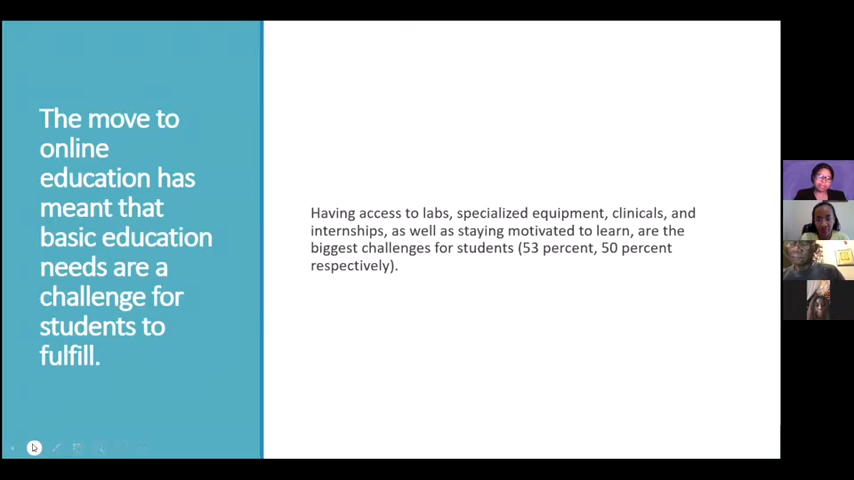 The move to
online
education has
meant that
basic education
needs are a
challenge for
students to
fulfill.
Having access to labs, specialized equipment, clinicals, and
internships, as well as staying motivated to learn, are the
biggest challenges for students (53 percent, 50 percent
respectively).